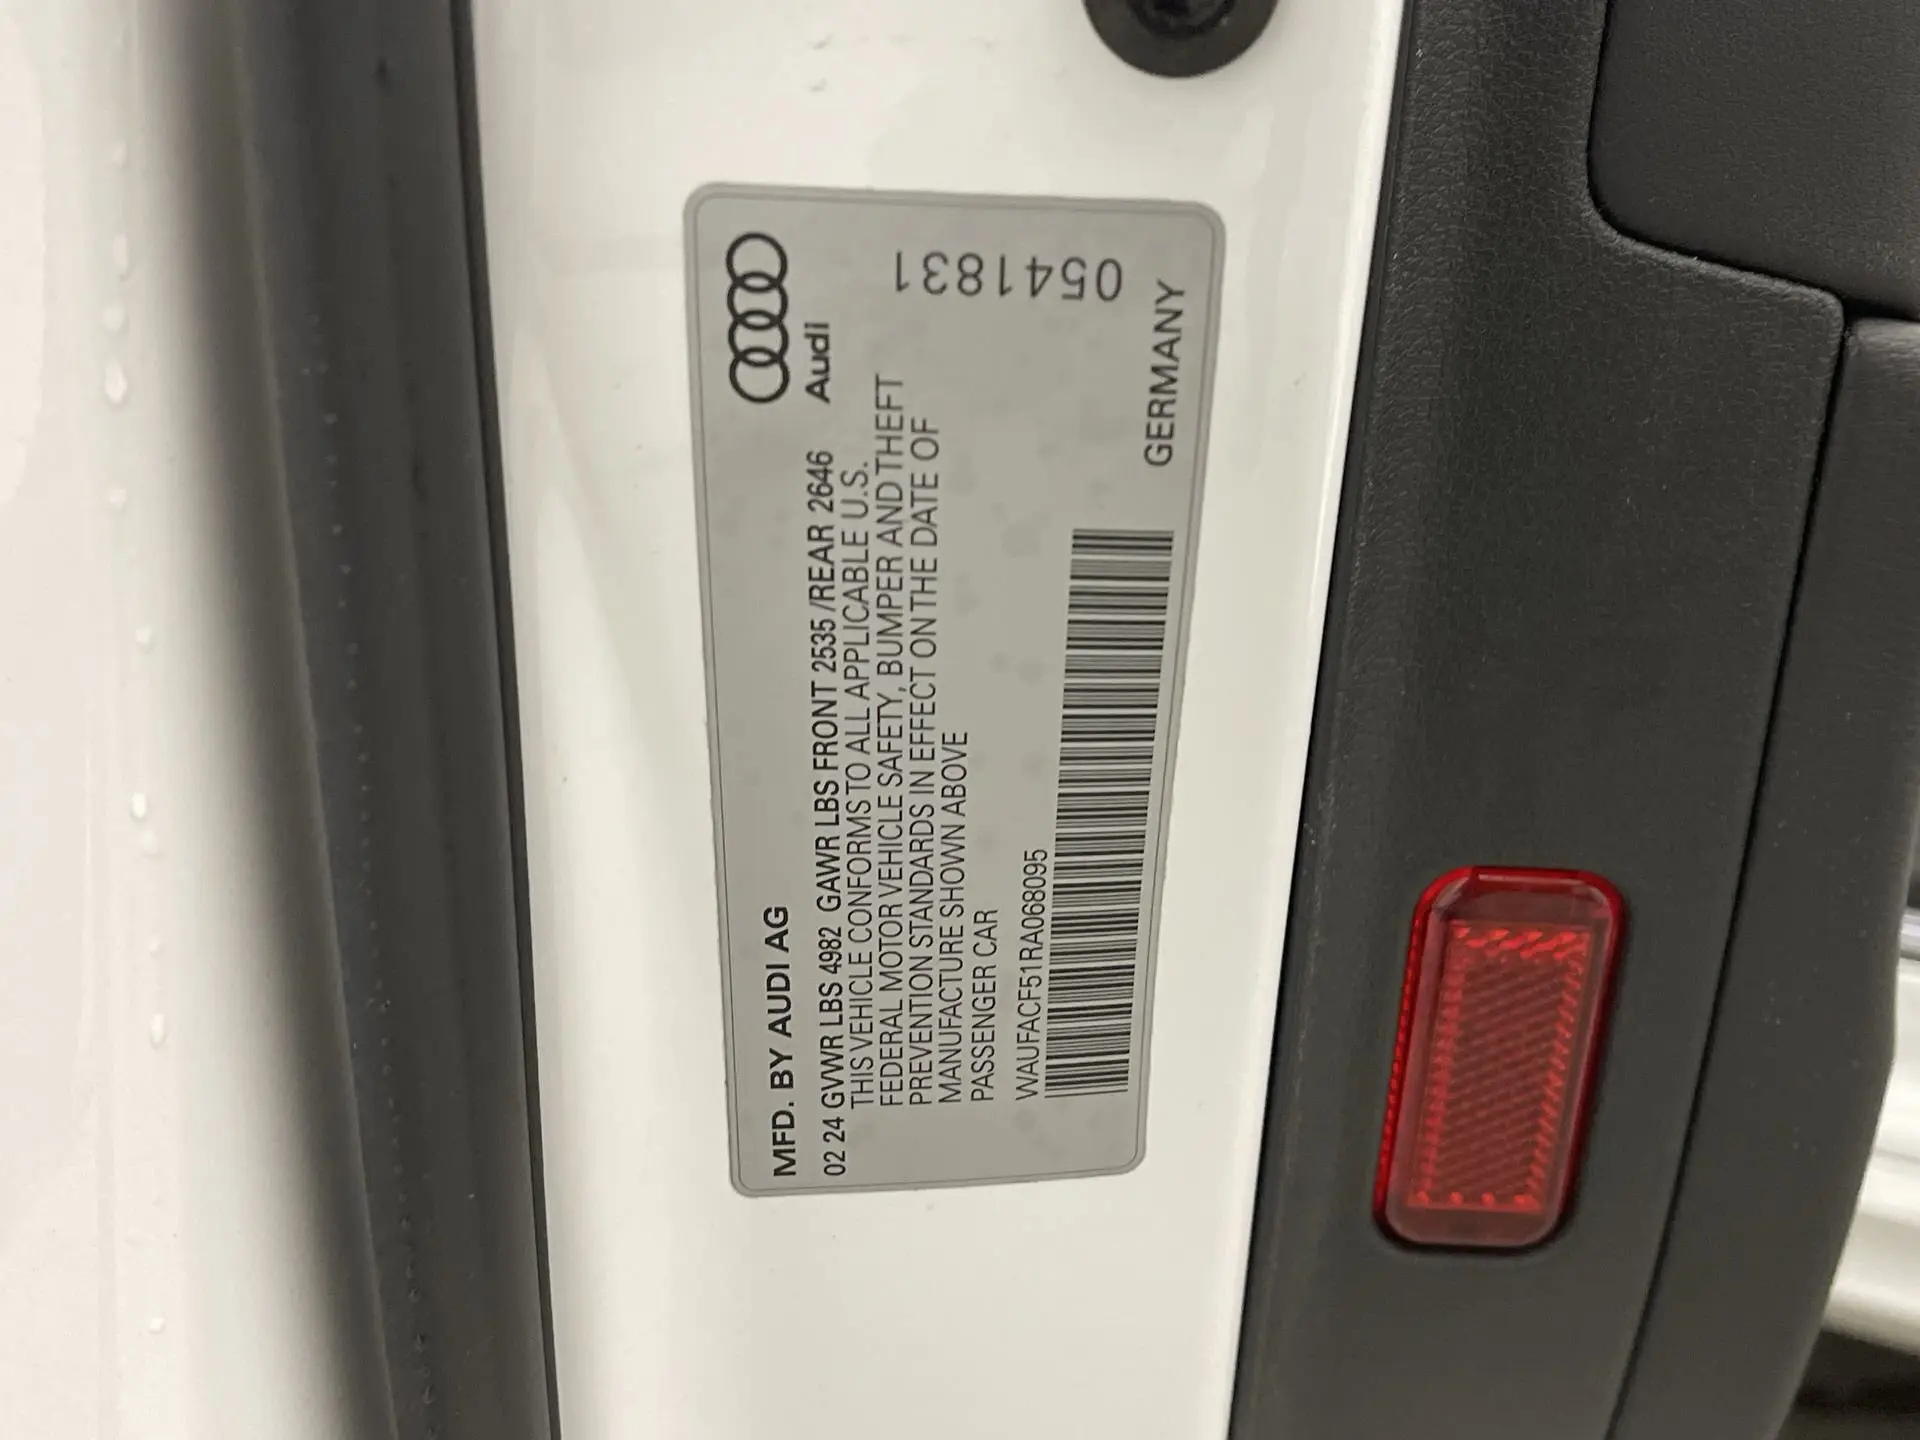 MFD. BY AUDI AG
Audi
02 24 GVWR LBS 4982 GAWR LBS FRONT 2535 /REAR 2646
THIS VEHICLE CONFORMS TO ALL APPLICABLE U.S.
FEDERAL MOTOR VEHICLE SAFETY, BUMPER AND THEFT
PREVENTION STANDARDS IN EFFECT ON THE DATE OF
MANUFACTURE SHOWN ABOVE
PASSENGER CAR
WAUFACF51RA068095
0541831
GERMANY